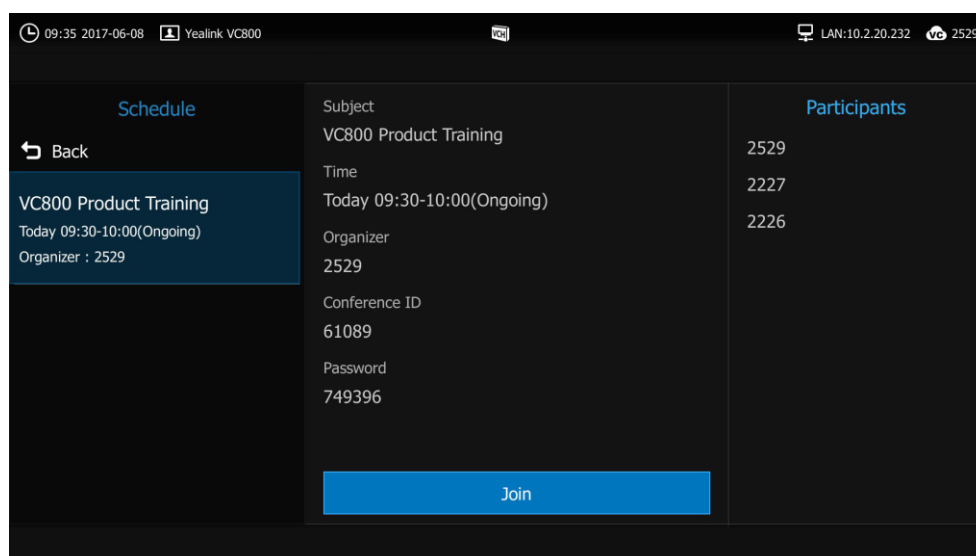 09:35 2017-06-08 Yealink VC800 VCH LAN:10.2.20.232 VC 2529
Schedule
Back
VC800 Product Training
Today 09:30-10:00(Ongoing)
Organizer : 2529
Subject
VC800 Product Training
Time
Today 09:30-10:00(Ongoing)
Organizer
2529
Conference ID
61089
Password
749396
Join
Participants
2529
2227
2226